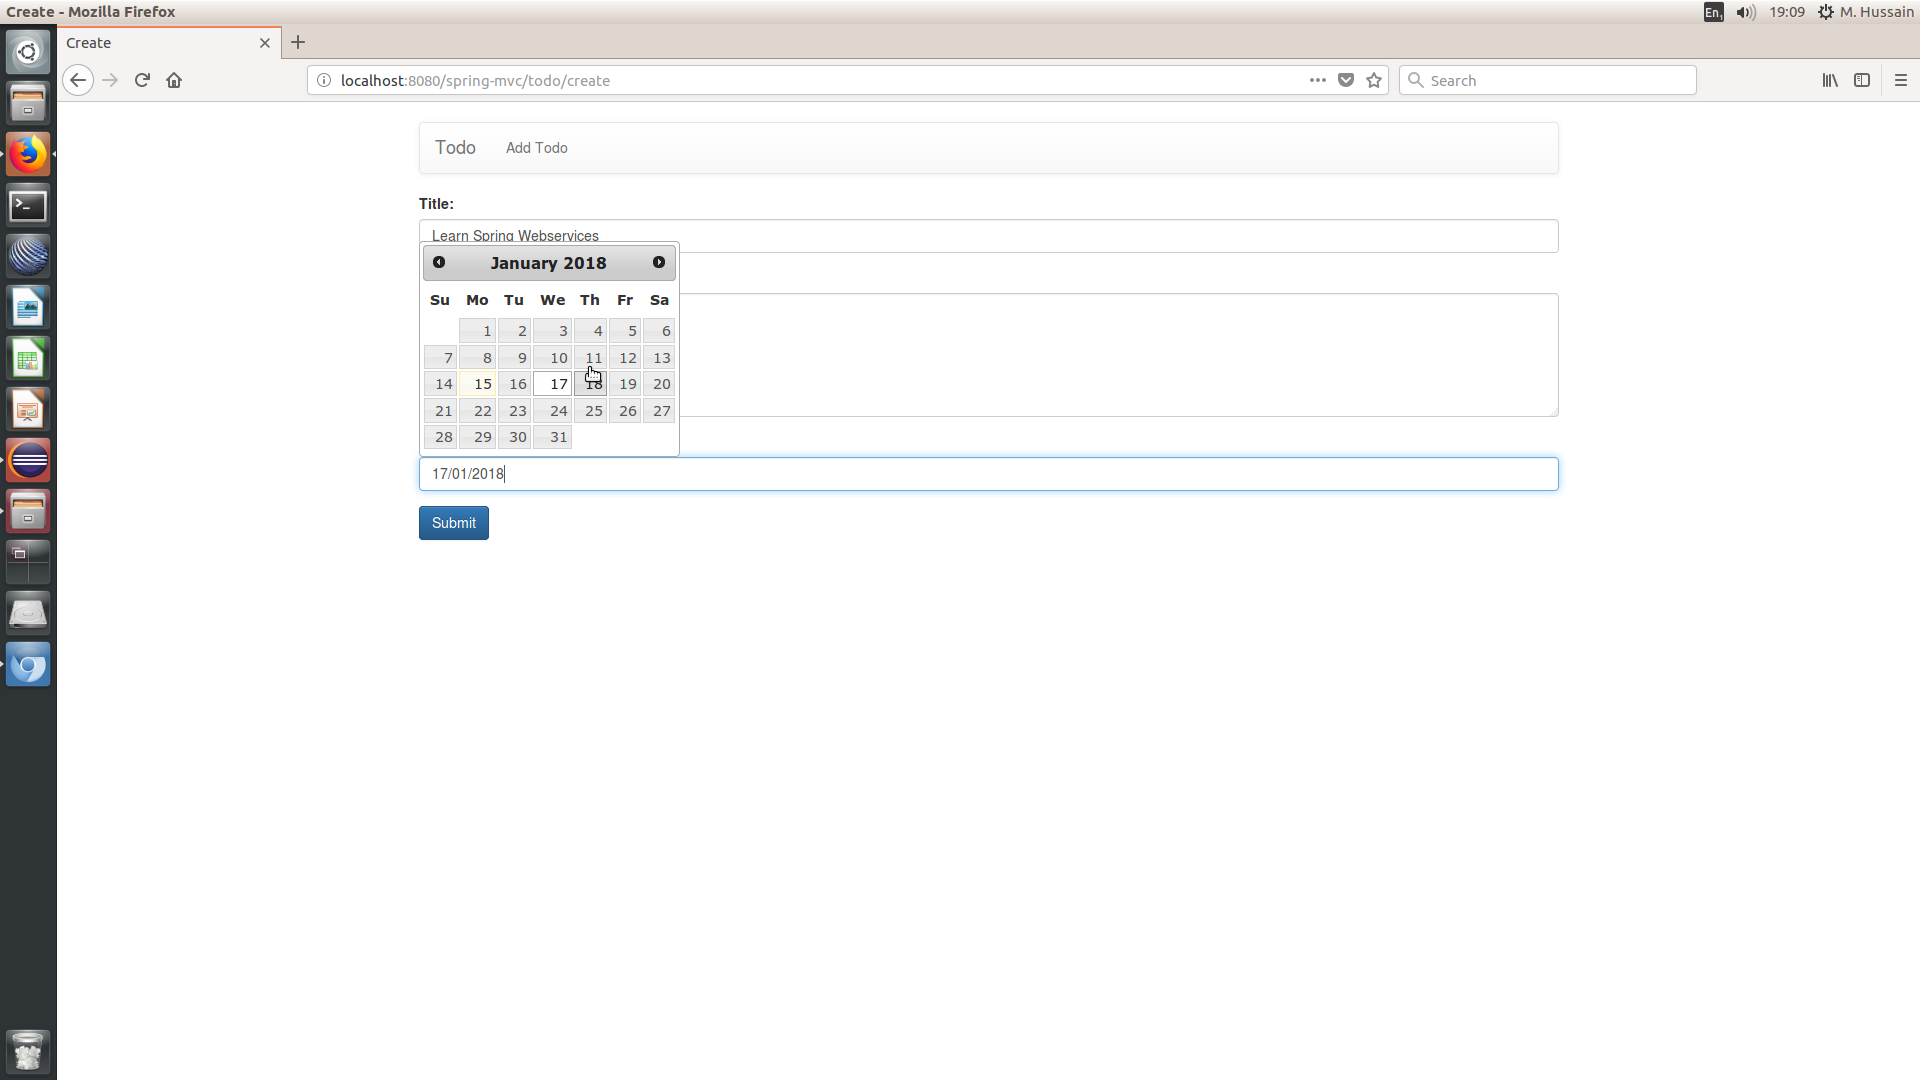 Create - Mozilla Firefox
En1 19:09 M. Hussain
Create
localhost:8080/spring-mvc/todo/create
Search
Todo Add Todo
Title:
Learn Spring Webservices
January 2018
Su Mo Tu We Th Fr Sa
1 2 3 4 5 6
7 8 9 10 11 12 13
14 15 16 17 18 19 20
21 22 23 24 25 26 27
28 29 30 31
17/01/2018
Submit